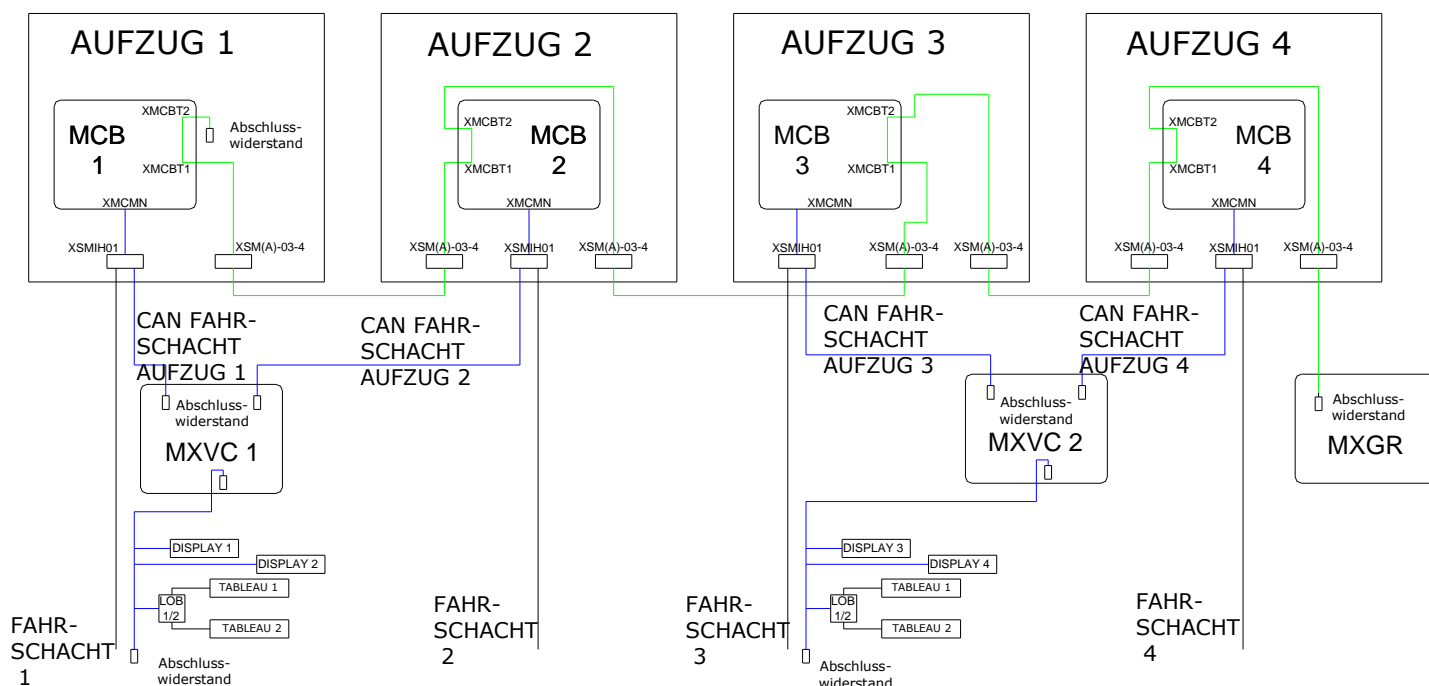 AUFZUG 1
AUFZUG 2
AUFZUG 3
AUFZUG 4
XMCBT2
MCB
1
Abschluss-
widerstand
XMCBT1
XMCMN
XSMIH01
XSM(A)-03-4
XMCBT2
MCB
2
XMCBT1
XMCMN
XSM(A)-03-4
XSMIH01
XSM(A)-03-4
XMCBT2
MCB
3
XMCBT1
XMCMN
XSMIH01
XSM(A)-03-4
XSM(A)-03-4
XMCBT2
MCB
4
XMCBT1
XMCMN
XSM(A)-03-4
XSMIH01
XSM(A)-03-4
CAN FAHR-
SCHACHT
AUFZUG 1
CAN FAHR-
SCHACHT
AUFZUG 2
CAN FAHR-
SCHACHT
AUFZUG 3
CAN FAHR-
SCHACHT
AUFZUG 4
Abschluss-
widerstand
MXVC 1
Abschluss-
widerstand
MXVC 2
Abschluss-
widerstand
MXGR
DISPLAY 1
DISPLAY 2
TABLEAU 1
LOB
1/2
TABLEAU 2
DISPLAY 3
DISPLAY 4
TABLEAU 1
LOB
1/2
TABLEAU 2
FAHR-
SCHACHT
1
Abschluss-
widerstand
FAHR-
SCHACHT
2
FAHR-
SCHACHT
3
Abschluss-
widerstand
FAHR-
SCHACHT
4